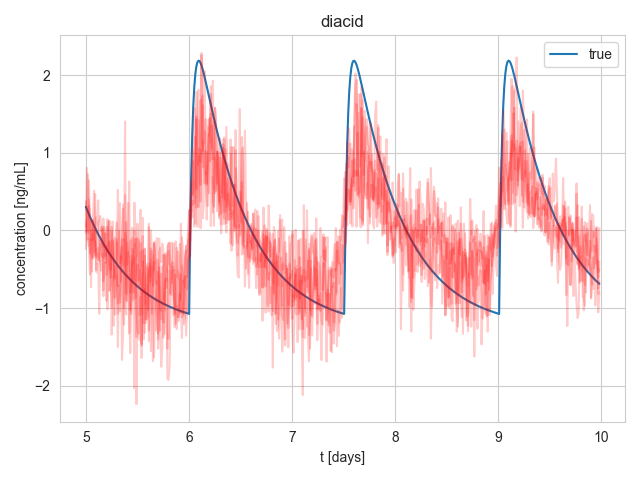 diacid
true
concentration [ng/mL]
2
1
0
−1
−2
5 6 7 8 9 10
t [days]